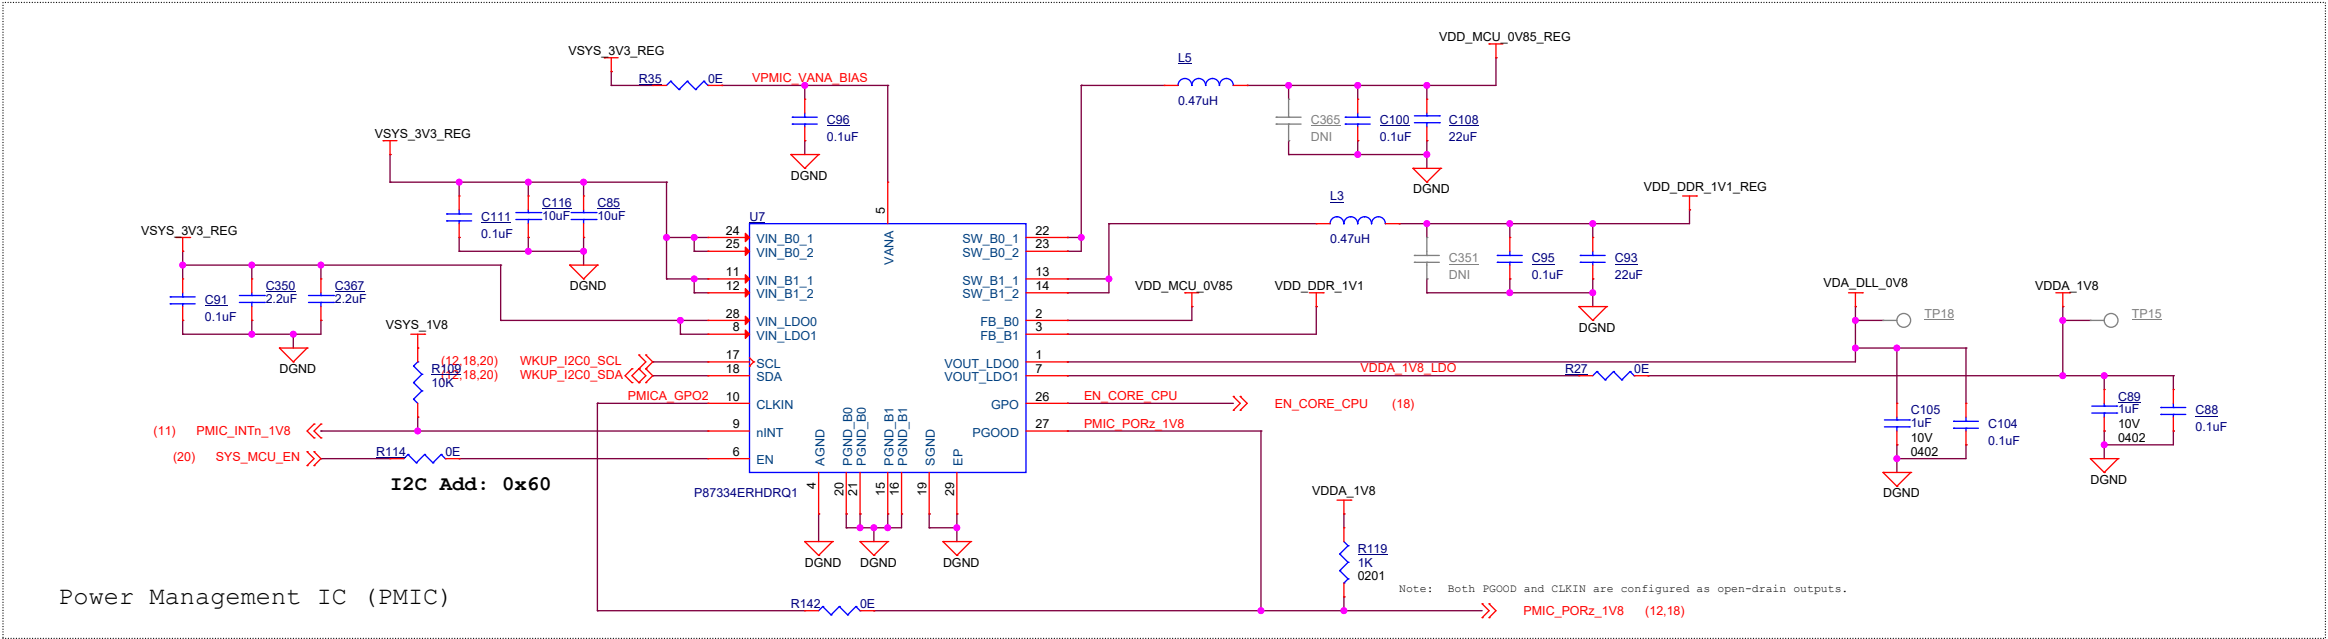 VSYS_3V3_REG
R35
0E
VPMIC_VANA_BIAS
C96
0.1uF
DGND
L5
0.47uH
VDD_MCU_0V85_REG
C365
DNI
C100
0.1uF
C108
22uF
DGND
VSYS_3V3_REG
C111
0.1uF
C116
10uF
C85
10uF
DGND
VSYS_3V3_REG
C91
0.1uF
C350
2.2uF
C367
2.2uF
DGND
L3
0.47uH
VDD_DDR_1V1_REG
C351
DNI
C95
0.1uF
C93
22uF
DGND
U7
5
VANA
24 VIN_B0_1
25 VIN_B0_2
11 VIN_B1_1
12 VIN_B1_2
28 VIN_LDO0
8 VIN_LDO1
17 SCL
18 SDA
10 CLKIN
9 nINT
6 EN
SW_B0_1 22
SW_B0_2 23
SW_B1_1 13
SW_B1_2 14
FB_B0 2
FB_B1 3
VOUT_LDO0 1
VOUT_LDO1 7
GPO 26
PGOOD 27
AGND 4
PGND_B0 20
PGND_B0 21
PGND_B1 15
PGND_B1 16
SGND 19
EP 29
P87334ERHDRQ1
DGND
DGND
DGND
VSYS_1V8
R109
10K
(12,18,20) WKUP_I2C0_SCL
(12,18,20) WKUP_I2C0_SDA
PMICA_GPO2
(11) PMIC_INTn_1V8
(20) SYS_MCU_EN
R114
0E
I2C Add: 0x60
VDD_MCU_0V85
VDD_DDR_1V1
VDA_DLL_0V8
TP18
VDDA_1V8
TP15
VDDA_1V8_LDO
R27
0E
EN_CORE_CPU
EN_CORE_CPU (18)
PMIC_PORz_1V8
C105
1uF
10V
0402
C104
0.1uF
DGND
C89
1uF
10V
0402
C88
0.1uF
DGND
VDDA_1V8
R119
1K
0201
Note: Both PGOOD and CLKIN are configured as open-drain outputs.
R142
0E
PMIC_PORz_1V8 (12,18)
Power Management IC (PMIC)